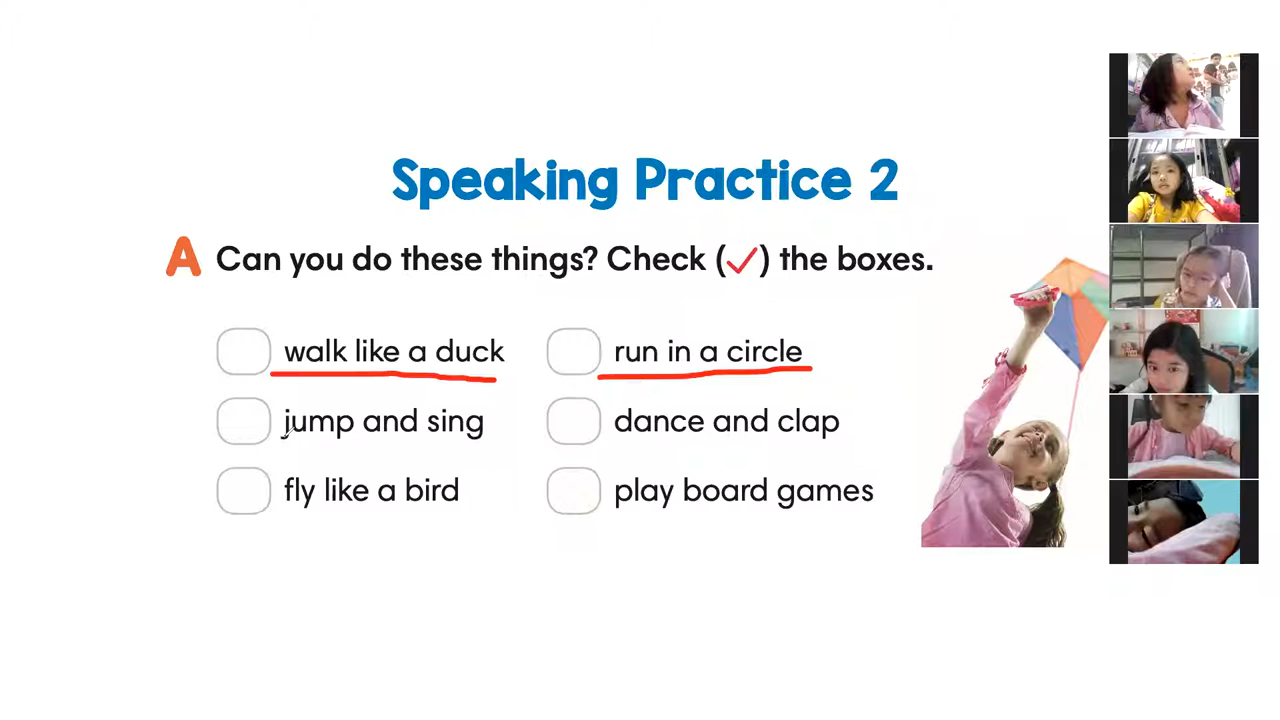 Speaking Practice 2
A Can you do these things? Check (✓) the boxes.
walk like a duck
run in a circle
jump and sing
dance and clap
fly like a bird
play board games